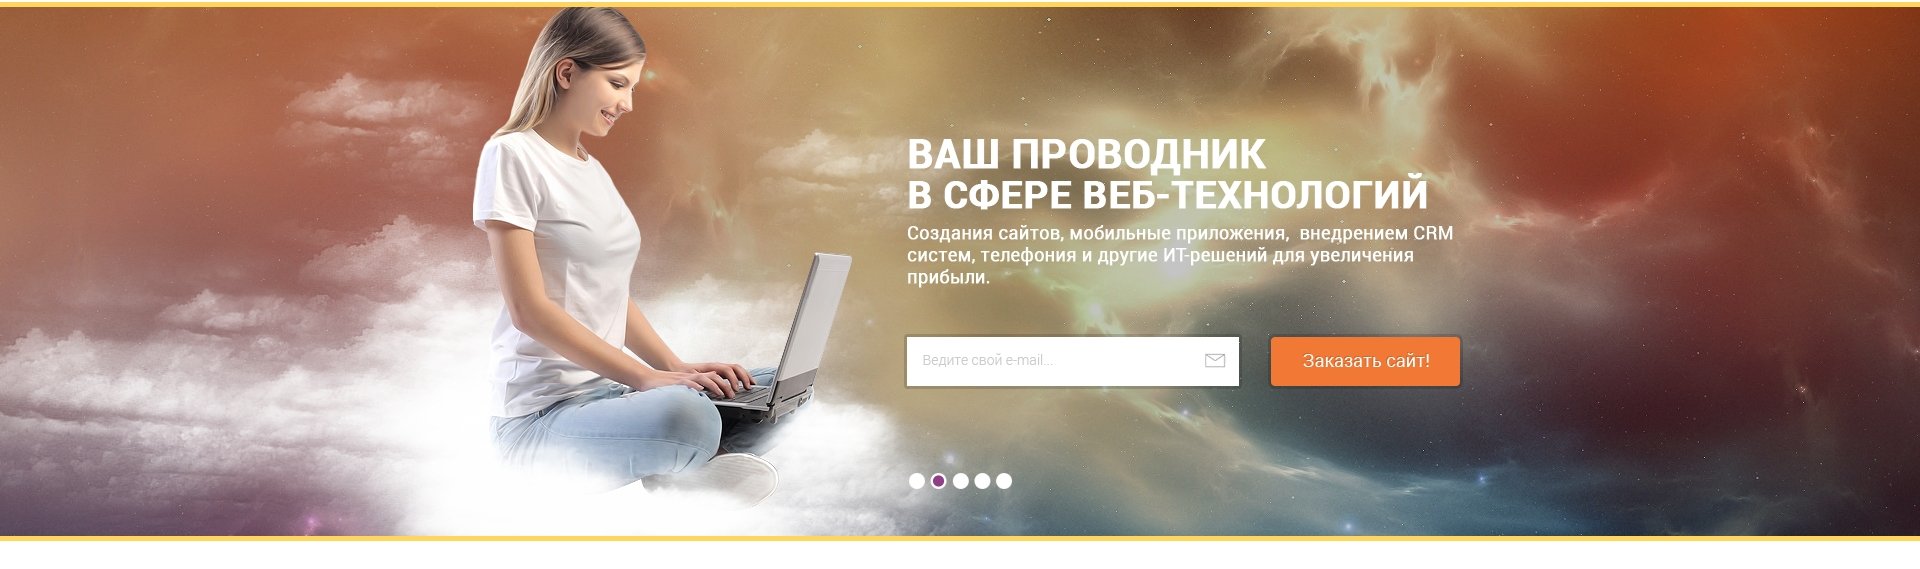 ВАШ ПРОВОДНИК
В СФЕРЕ ВЕБ-ТЕХНОЛОГИЙ
Создания сайтов, мобильные приложения,  внедрением CRM
систем, телефония и другие ИТ-решений для увеличения
прибыли.
Ведите свой e-mail...
Заказать сайт!